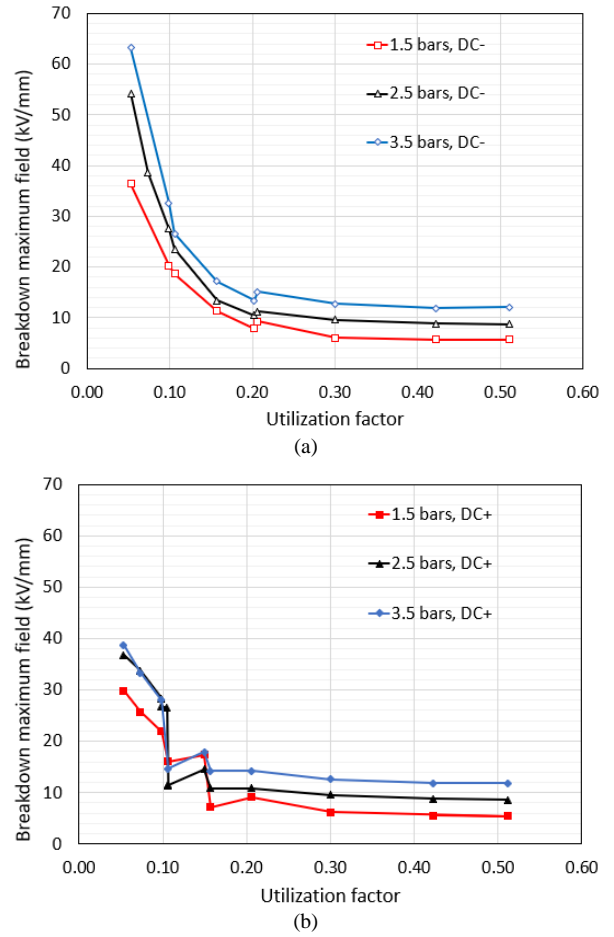 70
60
50
40
30
20
10
0
Breakdown maximum field (kV/mm)
1.5 bars, DC-
2.5 bars, DC-
3.5 bars, DC-
0.00 0.10 0.20 0.30 0.40 0.50 0.60
Utilization factor
(a)
70
60
50
40
30
20
10
0
Breakdown maximum field (kV/mm)
1.5 bars, DC+
2.5 bars, DC+
3.5 bars, DC+
0.00 0.10 0.20 0.30 0.40 0.50 0.60
Utilization factor
(b)